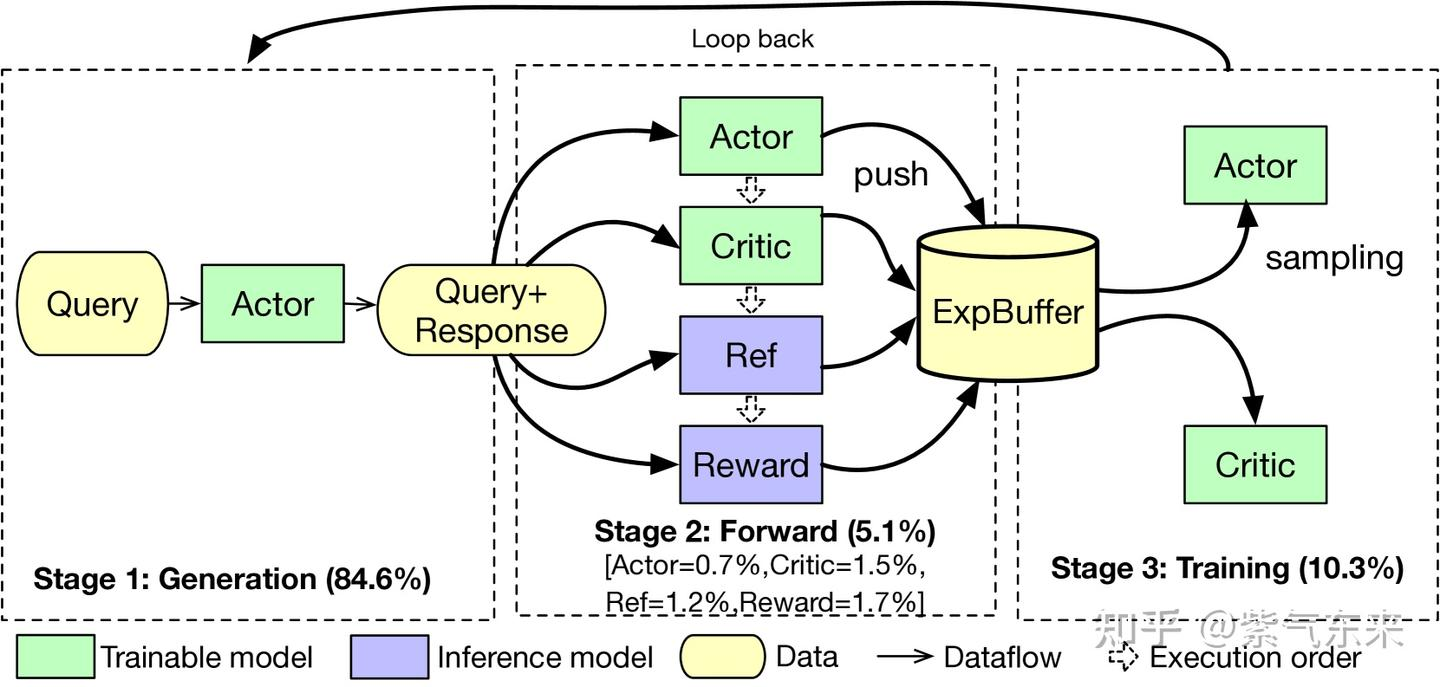 Loop back
Query
Actor
Query+
Response
Stage 1: Generation (84.6%)
Actor
Critic
Ref
Reward
push
Stage 2: Forward (5.1%)
[Actor=0.7%,Critic=1.5%,
Ref=1.2%,Reward=1.7%]
ExpBuffer
Actor
sampling
Critic
Stage 3: Training (10.3%)
知乎 @紫气东来
Trainable model
Inference model
Data
Dataflow
Execution order